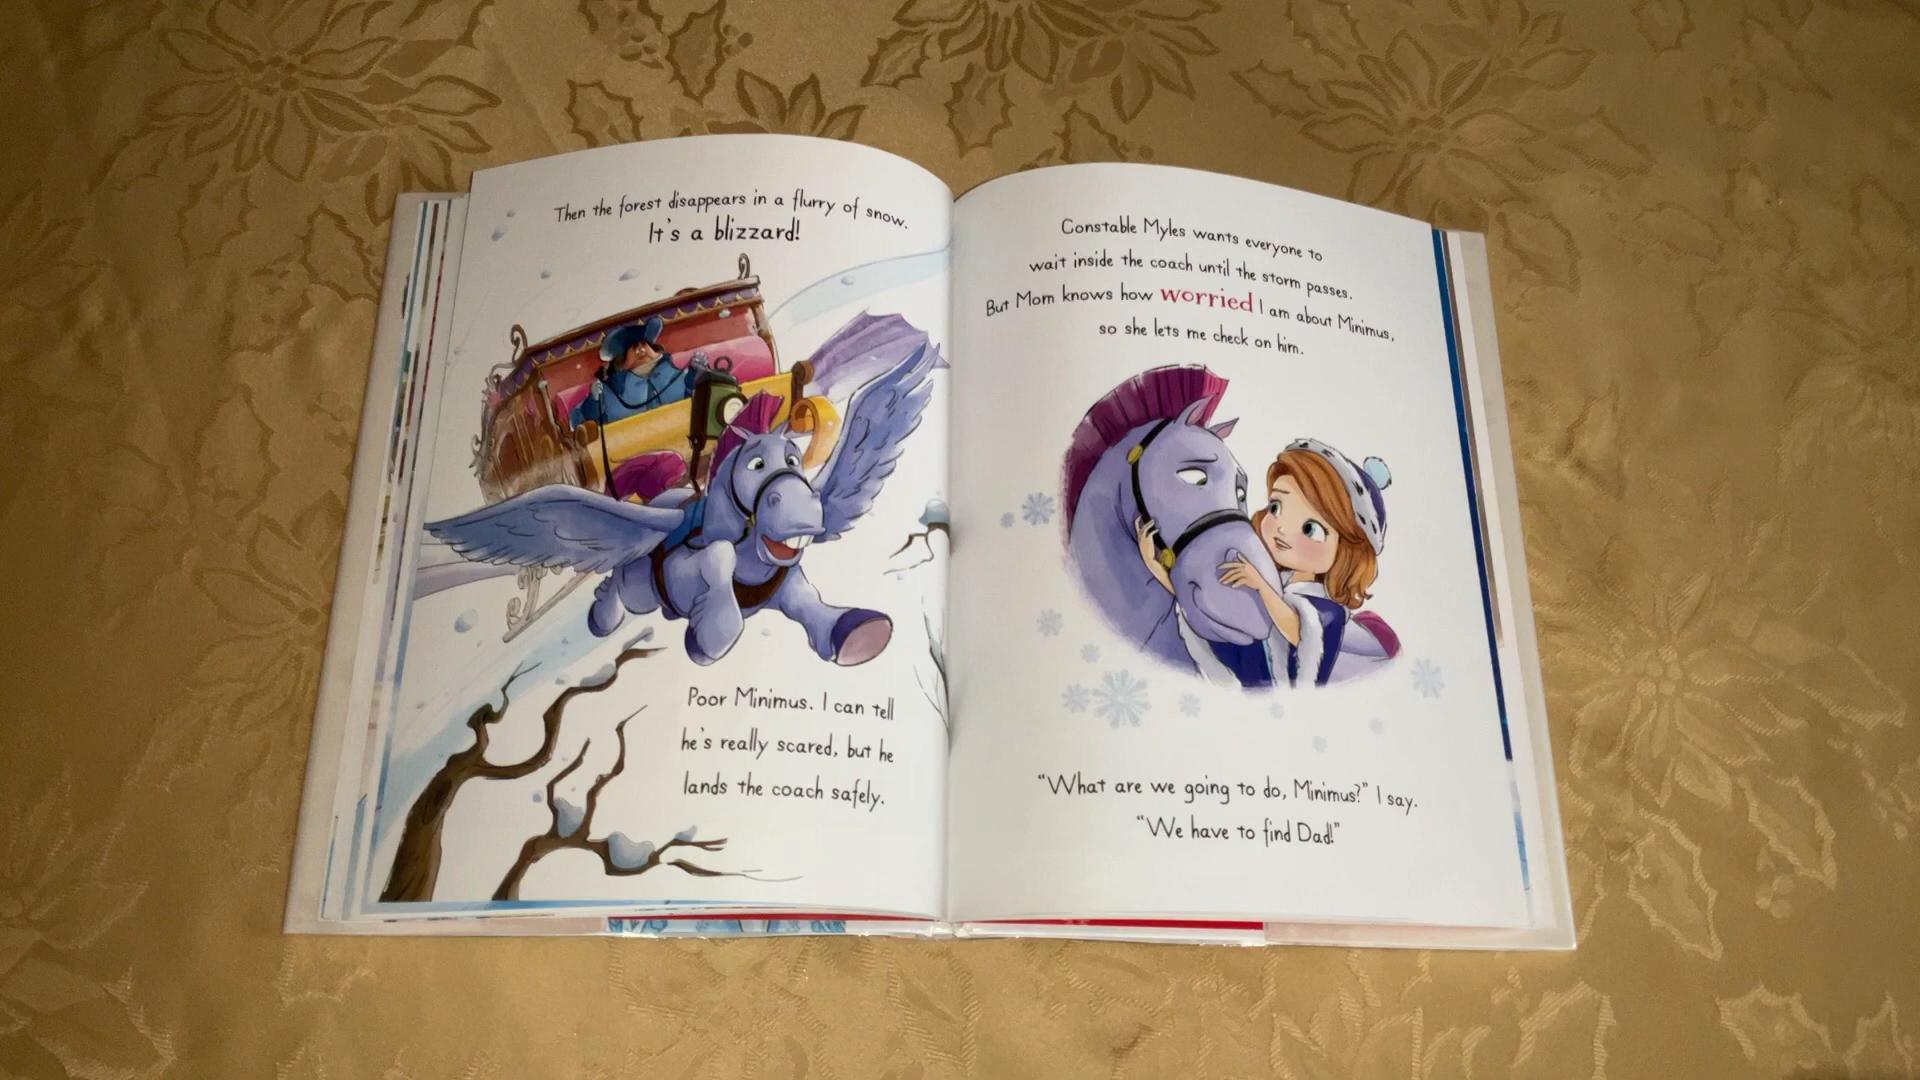 Then the forest disappears in a flurry of snow.
It's a blizzard!
Poor Minimus. I can tell
he's really scared, but he
lands the coach safely.
Constable Myles wants everyone to
wait inside the coach until the storm passes.
But Mom knows how worried I am about Minimus,
so she lets me check on him.
"What are we going to do, Minimus?" I say.
"We have to find Dad!"